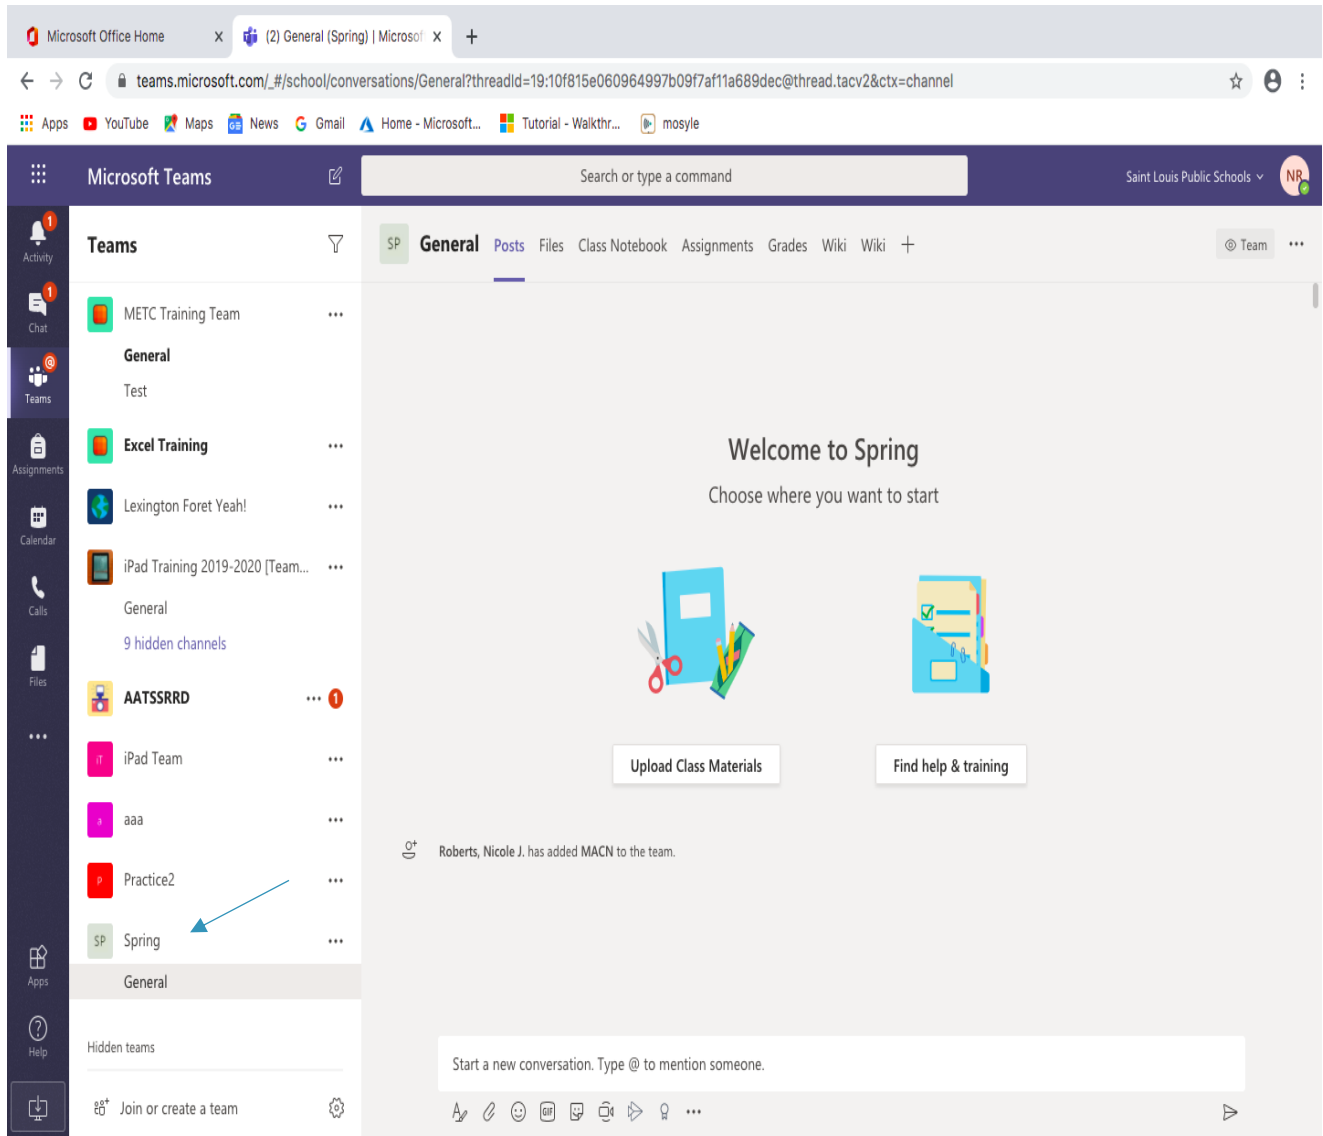 Microsoft Office Home x
(2) General (Spring) | Microsof x +
teams.microsoft.com/_#/school/conversations/General?threadId=19:10f815e060964997b09f7af11a689dec@thread.tacv2&ctx=channel
Apps YouTube Maps News Gmail Home - Microsoft... Tutorial - Walkthr... mosyle
Microsoft Teams
Search or type a command
Saint Louis Public Schools
NR
1
Activity
1
Chat
@
Teams
Assignments
Calendar
Calls
Files
Apps
Help
Teams
METC Training Team
General
Test
Excel Training
Lexington Foret Yeah!
iPad Training 2019-2020 [Team...
General
9 hidden channels
AATSSRRD 1
iT iPad Team
a aaa
P Practice2
SP Spring
General
Hidden teams
Join or create a team
SP General Posts Files Class Notebook Assignments Grades Wiki Wiki +
Team
Welcome to Spring
Choose where you want to start
Upload Class Materials
Find help & training
Roberts, Nicole J. has added MACN to the team.
Start a new conversation. Type @ to mention someone.
GIF